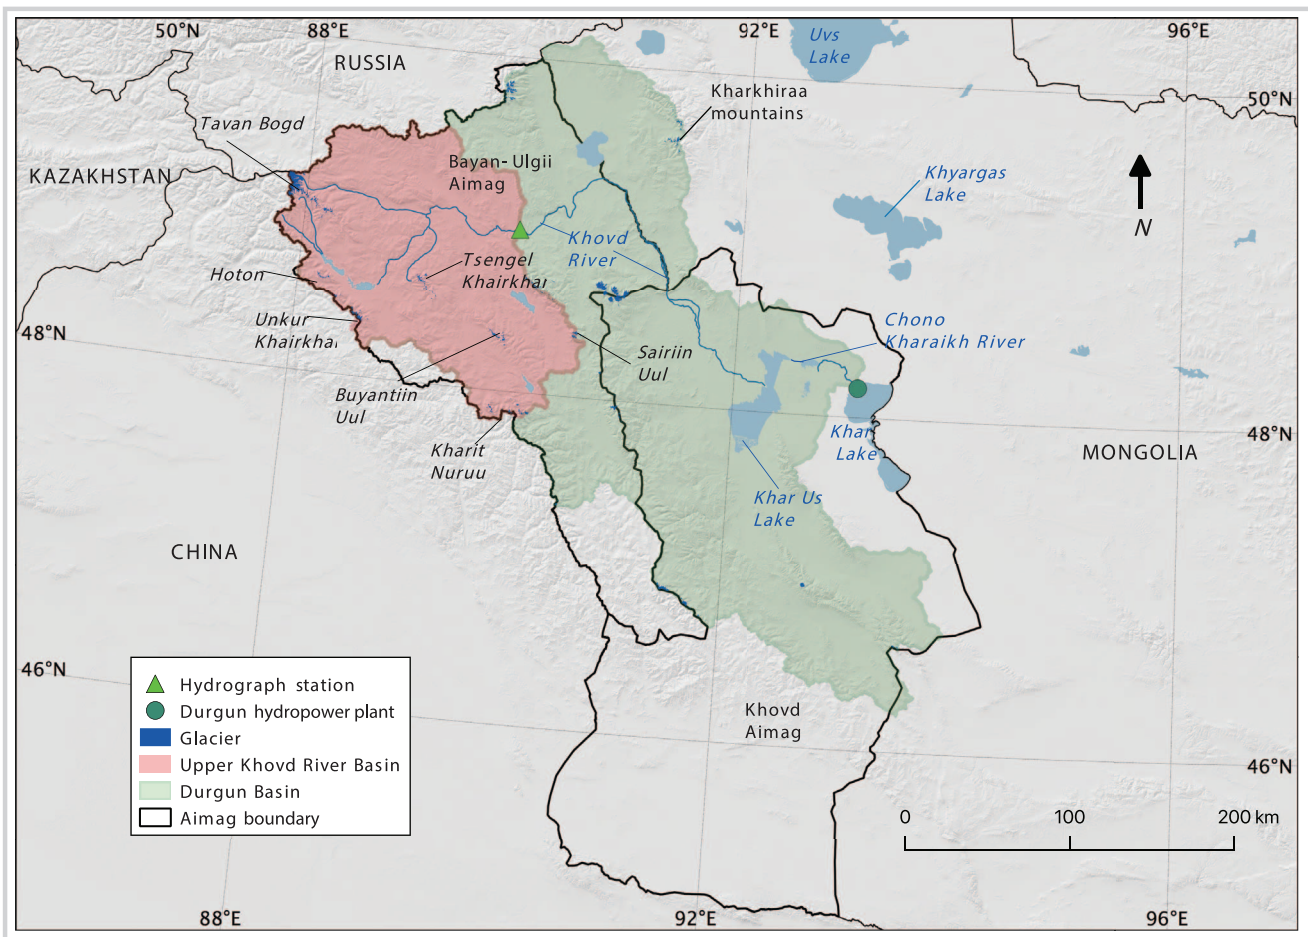 50°N
88°E
92°E
96°E
Uvs
Lake
RUSSIA
Kharkhiraa
mountains
50°N
Tavan Bogd
Bayan-Ulgii
Aimag
KAZAKHSTAN
Khyargas
Lake
N
Khovd
River
Hoton
Tsengel
Khairkhar
Unkur
Khairkhai
48°N
Chono
Kharaikh River
Sairiin
Uul
Buyantiin
Uul
Kharit
Nuruu
Khar
Lake
48°N
MONGOLIA
Khar Us
Lake
CHINA
46°N
Khovd
Aimag
46°N
Hydrograph station
Durgun hydropower plant
Glacier
Upper Khovd River Basin
Durgun Basin
Aimag boundary
0
100
200 km
88°E
92°E
96°E